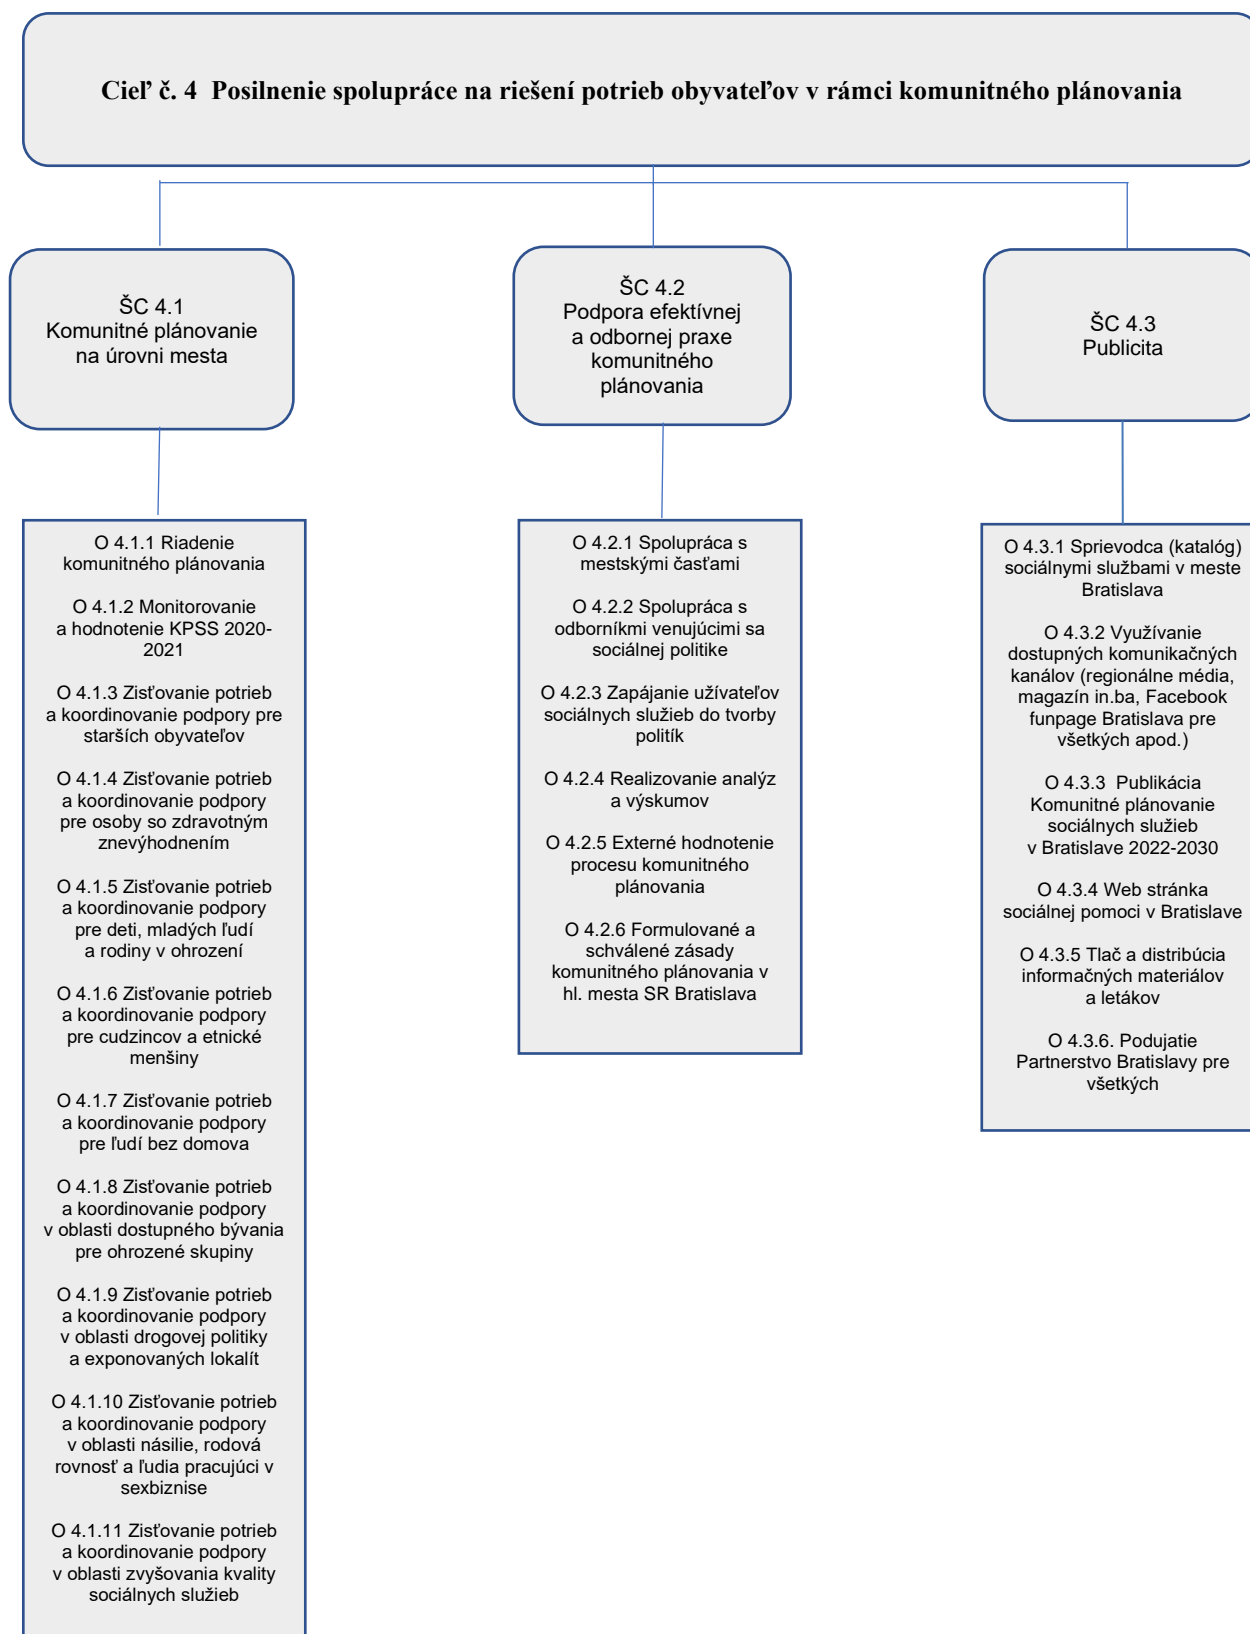 Cieľ č. 4  Posilnenie spolupráce na riešení potrieb obyvateľov v rámci komunitného plánovania
ŠC 4.1
Komunitné plánovanie
na úrovni mesta
ŠC 4.2
Podpora efektívnej
a odbornej praxe
komunitného
plánovania
ŠC 4.3
Publicita
O 4.1.1 Riadenie
komunitného plánovania
O 4.1.2 Monitorovanie
a hodnotenie KPSS 2020-
2021
O 4.1.3 Zisťovanie potrieb
a koordinovanie podpory pre
starších obyvateľov
O 4.1.4 Zisťovanie potrieb
a koordinovanie podpory
pre osoby so zdravotným
znevýhodnením
O 4.1.5 Zisťovanie potrieb
a koordinovanie podpory
pre deti, mladých ľudí
a rodiny v ohrození
O 4.1.6 Zisťovanie potrieb
a koordinovanie podpory
pre cudzincov a etnické
menšiny
O 4.1.7 Zisťovanie potrieb
a koordinovanie podpory
pre ľudí bez domova
O 4.1.8 Zisťovanie potrieb
a koordinovanie podpory
v oblasti dostupného bývania
pre ohrozené skupiny
O 4.1.9 Zisťovanie potrieb
a koordinovanie podpory
v oblasti drogovej politiky
a exponovaných lokalít
O 4.1.10 Zisťovanie potrieb
a koordinovanie podpory
v oblasti násilie, rodová
rovnosť a ľudia pracujúci v
sexbiznise
O 4.1.11 Zisťovanie potrieb
a koordinovanie podpory
v oblasti zvyšovania kvality
sociálnych služieb
O 4.2.1 Spolupráca s
mestskými časťami
O 4.2.2 Spolupráca s
odborníkmi venujúcimi sa
sociálnej politike
O 4.2.3 Zapájanie užívateľov
sociálnych služieb do tvorby
politík
O 4.2.4 Realizovanie analýz
a výskumov
O 4.2.5 Externé hodnotenie
procesu komunitného
plánovania
O 4.2.6 Formulované a
schválené zásady
komunitného plánovania v
hl. mesta SR Bratislava
O 4.3.1 Sprievodca (katalóg)
sociálnymi službami v meste
Bratislava
O 4.3.2 Využívanie
dostupných komunikačných
kanálov (regionálne média,
magazín in.ba, Facebook
funpage Bratislava pre
všetkých apod.)
O 4.3.3  Publikácia
Komunitné plánovanie
sociálnych služieb
v Bratislave 2022-2030
O 4.3.4 Web stránka
sociálnej pomoci v Bratislave
O 4.3.5 Tlač a distribúcia
informačných materiálov
a letákov
O 4.3.6. Podujatie
Partnerstvo Bratislavy pre
všetkých